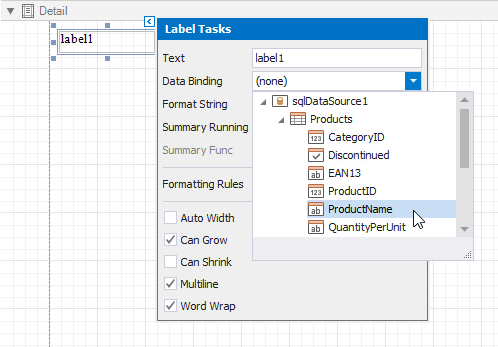 Detail
label1
Label Tasks
Text label1
Data Binding (none)
Format String
Summary Running
Summary Func
Formatting Rules
Auto Width
Can Grow
Can Shrink
Multiline
Word Wrap
sqlDataSource1
Products
123 CategoryID
Discontinued
ab EAN13
123 ProductID
ab ProductName
ab QuantityPerUnit